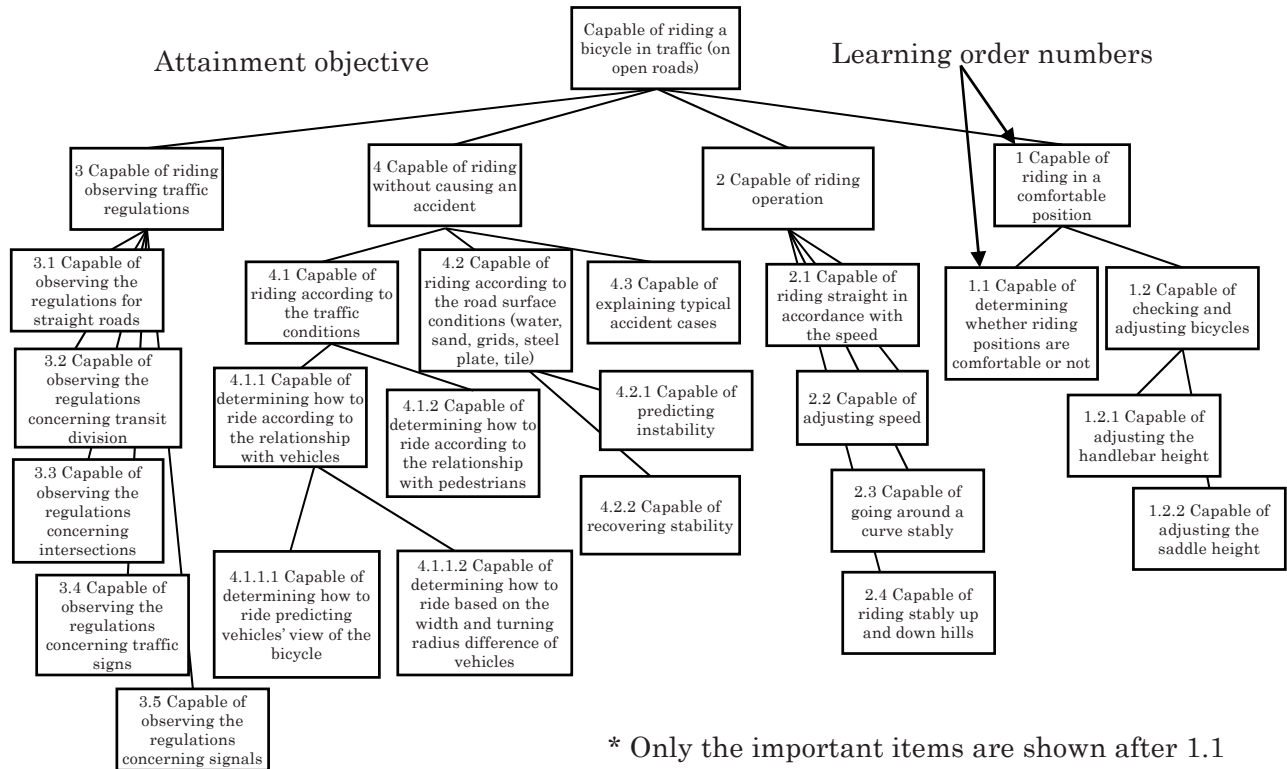 Capable of riding a
bicycle in traffic (on
open roads)
Attainment objective
Learning order numbers
3 Capable of riding
observing traffic
regulations
4 Capable of riding
without causing an
accident
2 Capable of riding
operation
1 Capable of
riding in a
comfortable
position
3.1 Capable of
observing the
regulations for
straight roads
3.2 Capable of
observing the
regulations
concerning transit
division
3.3 Capable of
observing the
regulations
concerning
intersections
3.4 Capable of
observing the
regulations
concerning traffic
signs
3.5 Capable of
observing the
regulations
concerning signals
4.1 Capable of
riding according to
the traffic
conditions
4.2 Capable of
riding according to
the road surface
conditions (water,
sand, grids, steel
plate, tile)
4.3 Capable of
explaining typical
accident cases
4.1.1 Capable of
determining how to
ride according to
the relationship
with vehicles
4.1.2 Capable of
determining how to
ride according to
the relationship
with pedestrians
4.2.1 Capable of
predicting
instability
4.2.2 Capable of
recovering stability
4.1.1.1 Capable of
determining how to
ride predicting
vehicles’ view of the
bicycle
4.1.1.2 Capable of
determining how to
ride based on the
width and turning
radius difference of
vehicles
2.1 Capable of
riding straight in
accordance with
the speed
2.2 Capable of
adjusting speed
2.3 Capable of
going around a
curve stably
2.4 Capable of
riding stably up
and down hills
1.1 Capable of
determining
whether riding
positions are
comfortable or not
1.2 Capable of
checking and
adjusting bicycles
1.2.1 Capable of
adjusting the
handlebar height
1.2.2 Capable of
adjusting the
saddle height
* Only the important items are shown after 1.1